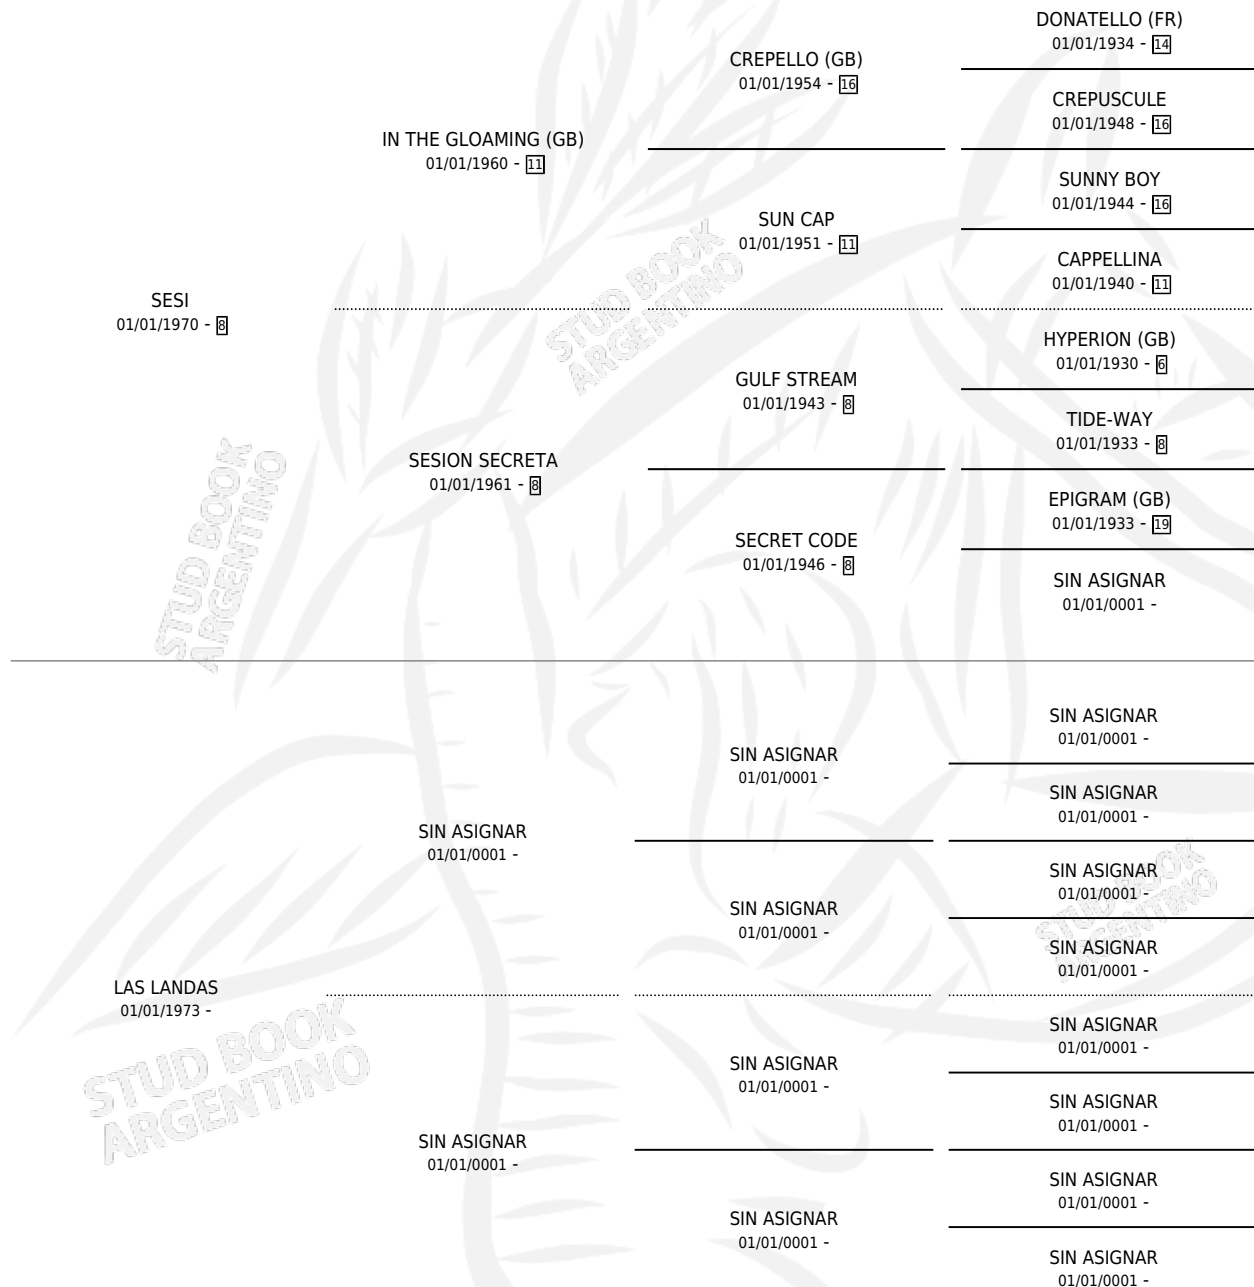 DONATELLO (FR)
01/01/1934 - 14
CREPELLO (GB)
01/01/1954 - 16
CREPUSCULE
01/01/1948 - 16
IN THE GLOAMING (GB)
01/01/1960 - 11
SUNNY BOY
01/01/1944 - 16
SUN CAP
01/01/1951 - 11
CAPPELLINA
01/01/1940 - 11
SESI
01/01/1970 - 8
HYPERION (GB)
01/01/1930 - 6
GULF STREAM
01/01/1943 - 8
TIDE-WAY
01/01/1933 - 8
SESION SECRETA
01/01/1961 - 8
EPIGRAM (GB)
01/01/1933 - 19
SECRET CODE
01/01/1946 - 8
SIN ASIGNAR
01/01/0001 -
STUD BOOK
ARGENTINO
STUD BOOK
ARGENTINO
SIN ASIGNAR
01/01/0001 -
SIN ASIGNAR
01/01/0001 -
SIN ASIGNAR
01/01/0001 -
SIN ASIGNAR
01/01/0001 -
SIN ASIGNAR
01/01/0001 -
SIN ASIGNAR
01/01/0001 -
SIN ASIGNAR
01/01/0001 -
LAS LANDAS
01/01/1973 -
SIN ASIGNAR
01/01/0001 -
SIN ASIGNAR
01/01/0001 -
SIN ASIGNAR
01/01/0001 -
SIN ASIGNAR
01/01/0001 -
SIN ASIGNAR
01/01/0001 -
SIN ASIGNAR
01/01/0001 -
SIN ASIGNAR
01/01/0001 -
STUD BOOK
ARGENTINO
STUD BOOK
ARGENTINO